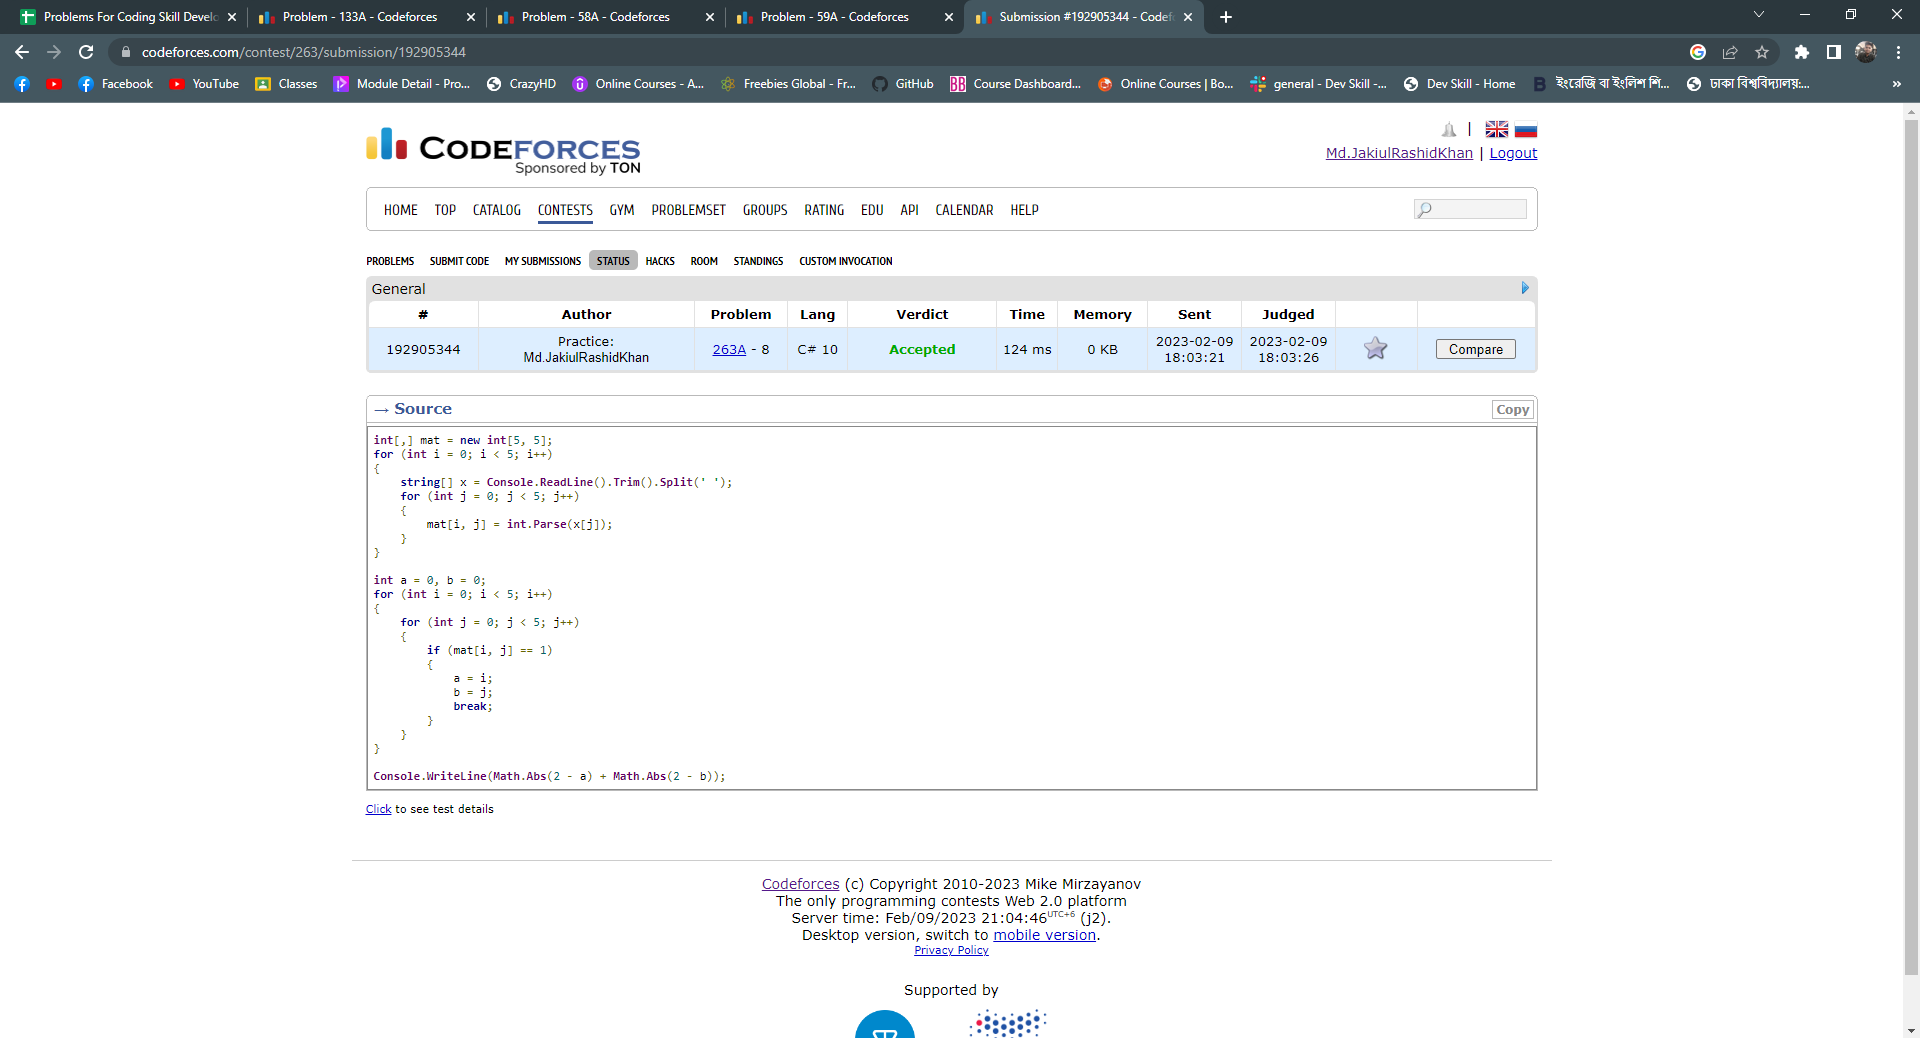 Problems For Coding Skill Devel
Problem - 133A - Codeforces
Problem - 58A - Codeforces
Problem - 59A - Codeforces
Submission #192905344 - Codef
codeforces.com/contest/263/submission/192905344
Facebook
YouTube
Classes
Module Detail - Pro...
CrazyHD
Online Courses - A...
Freebies Global - Fr...
GitHub
BB Course Dashboard...
Online Courses | Bo...
general - Dev Skill -...
Dev Skill - Home
B ইংরেজি বা ইংলিশ শি...
ঢাকা বিশ্ববিদ্যালয়:...
»
CODEFORCES
Sponsored by TON
|
Md.JakiulRashidKhan | Logout
HOME TOP CATALOG CONTESTS GYM PROBLEMSET GROUPS RATING EDU API CALENDAR HELP
PROBLEMS SUBMIT CODE MY SUBMISSIONS STATUS HACKS ROOM STANDINGS CUSTOM INVOCATION
General
# Author Problem Lang Verdict Time Memory Sent Judged
192905344 Practice: Md.JakiulRashidKhan 263A - 8 C# 10 Accepted 124 ms 0 KB 2023-02-09 18:03:21 2023-02-09 18:03:26 Compare
→ Source
Copy
int[,] mat = new int[5, 5];
for (int i = 0; i < 5; i++)
{
    string[] x = Console.ReadLine().Trim().Split(' ');
    for (int j = 0; j < 5; j++)
    {
        mat[i, j] = int.Parse(x[j]);
    }
}
int a = 0, b = 0;
for (int i = 0; i < 5; i++)
{
    for (int j = 0; j < 5; j++)
    {
        if (mat[i, j] == 1)
        {
            a = i;
            b = j;
            break;
        }
    }
}
Console.WriteLine(Math.Abs(2 - a) + Math.Abs(2 - b));
Click to see test details
Codeforces (c) Copyright 2010-2023 Mike Mirzayanov
The only programming contests Web 2.0 platform
Server time: Feb/09/2023 21:04:46UTC+6 (j2).
Desktop version, switch to mobile version.
Privacy Policy
Supported by